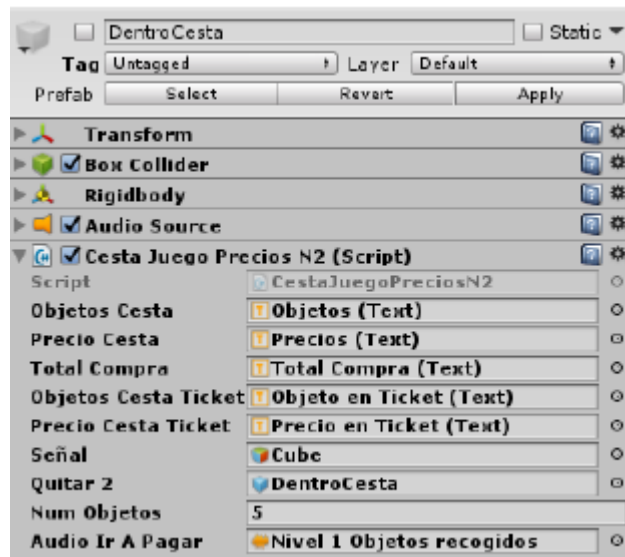 DentroCesta Static
Tag Untagged Layer Default
Prefab Select Revert Apply
Transform
Box Collider
Rigidbody
Audio Source
Cesta Juego Precios N2 (Script)
Script CestaJuegoPreciosN2
Objetos Cesta Objetos (Text)
Precio Cesta Precios (Text)
Total Compra Total Compra (Text)
Objetos Cesta Ticket Objeto en Ticket (Text)
Precio Cesta Ticket Precio en Ticket (Text)
Señal Cube
Quitar 2 DentroCesta
Num Objetos 5
Audio Ir A Pagar Nivel 1 Objetos recogidos